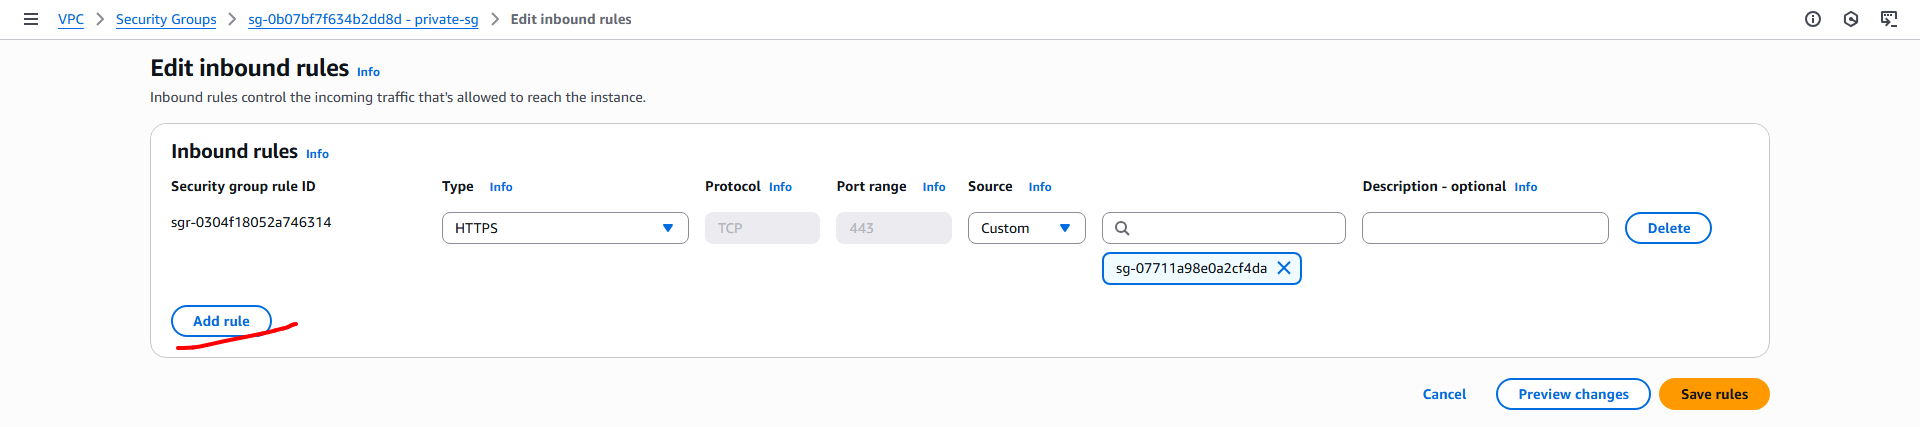 VPC > Security Groups > sg-0b07bf7f634b2dd8d - private-sg > Edit inbound rules
Edit inbound rules Info
Inbound rules control the incoming traffic that's allowed to reach the instance.
Inbound rules Info
Security group rule ID Type Info Protocol Info Port range Info Source Info Description - optional Info
sgr-0304f18052a746314 HTTPS TCP 443 Custom Delete
sg-07711a98e0a2cf4da
Add rule
Cancel Preview changes Save rules